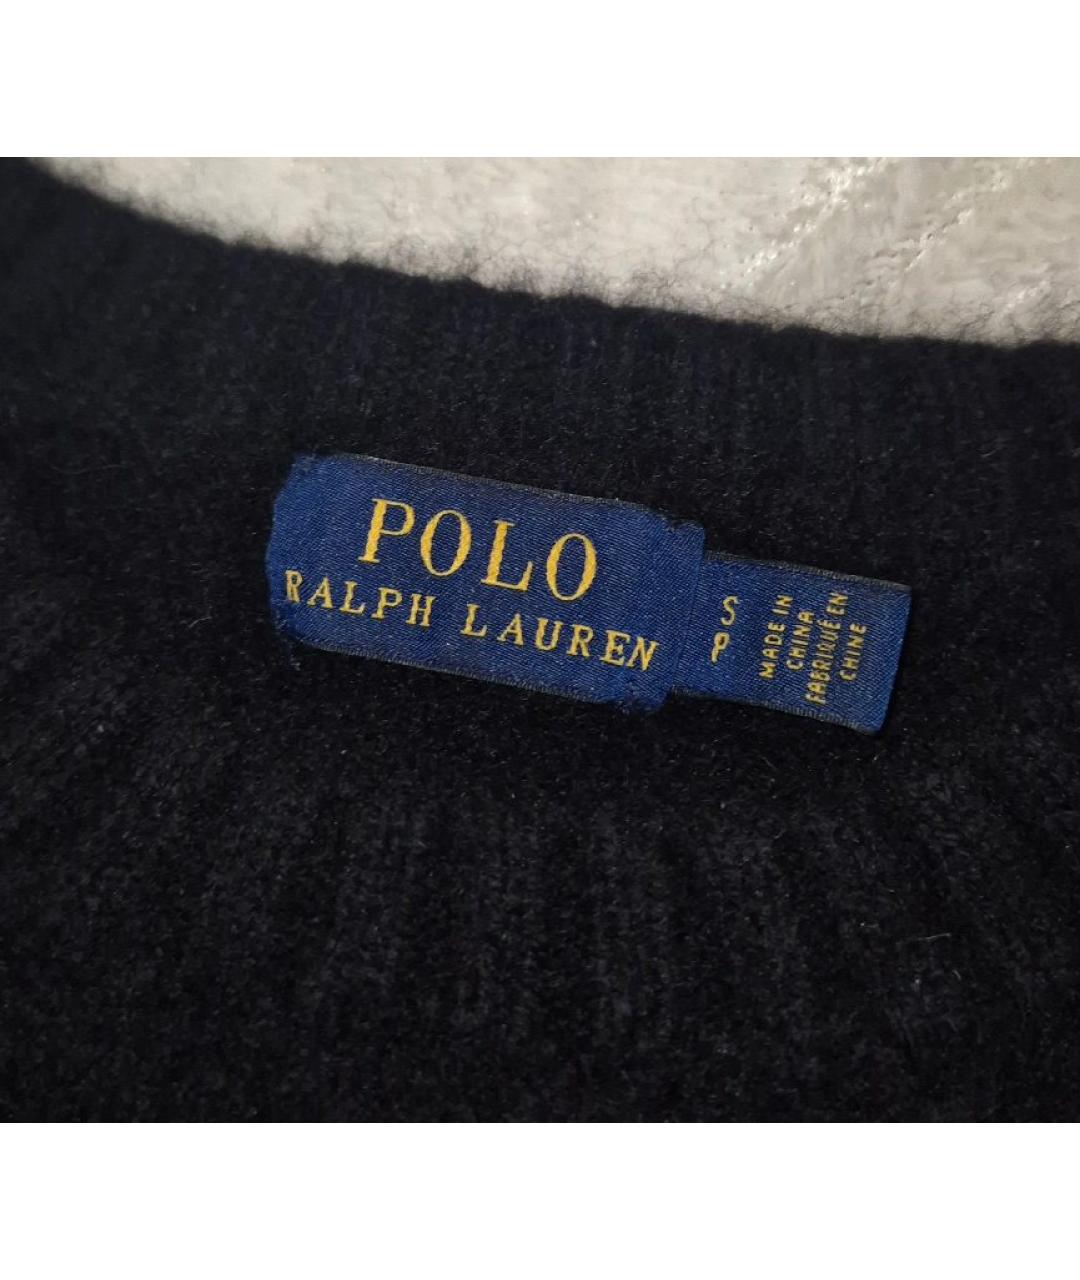 POLO
RALPH LAUREN
S
P
MADE IN
CHINA
FABRIQUÉ EN
CHINE